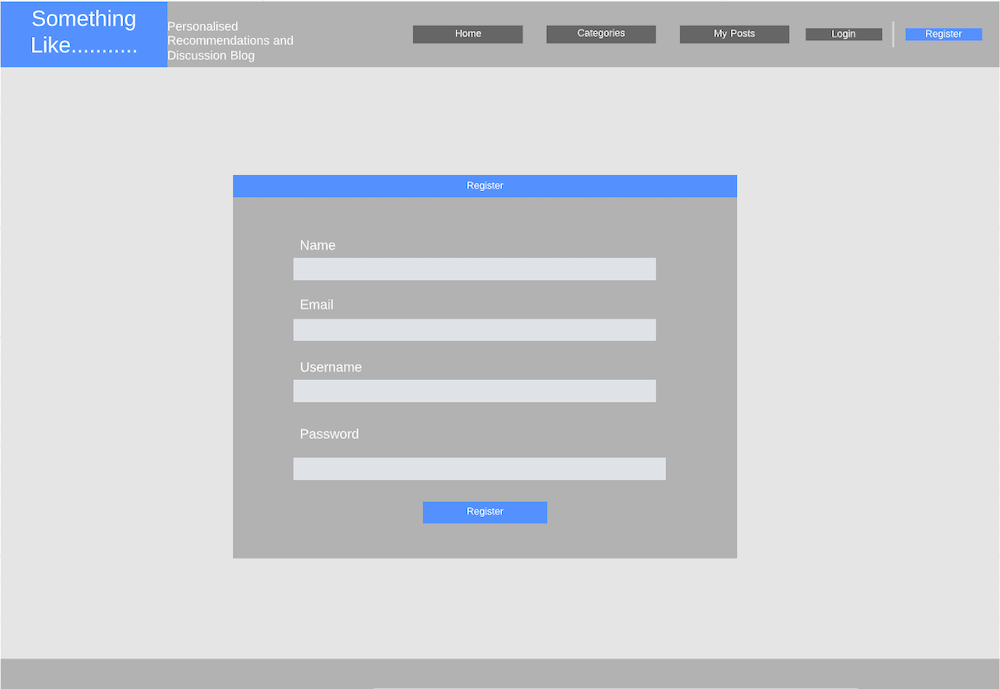 Something
Like...........
Personalised
Recommendations and
Discussion Blog
Home
Categories
My Posts
Login
Register
Register
Name
Email
Username
Password
Register